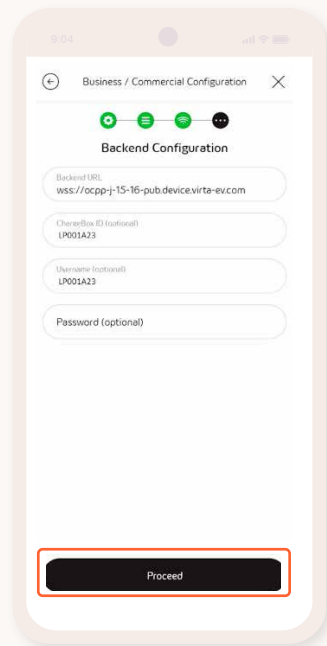 9:04
Business / Commercial Configuration
Backend Configuration
Backend URL
wss://ocpp-j-15-16-pub.device.virta-ev.com
ChargeBox ID (optional)
LP001A23
Username (optional)
LP001A23
Password (optional)
Proceed